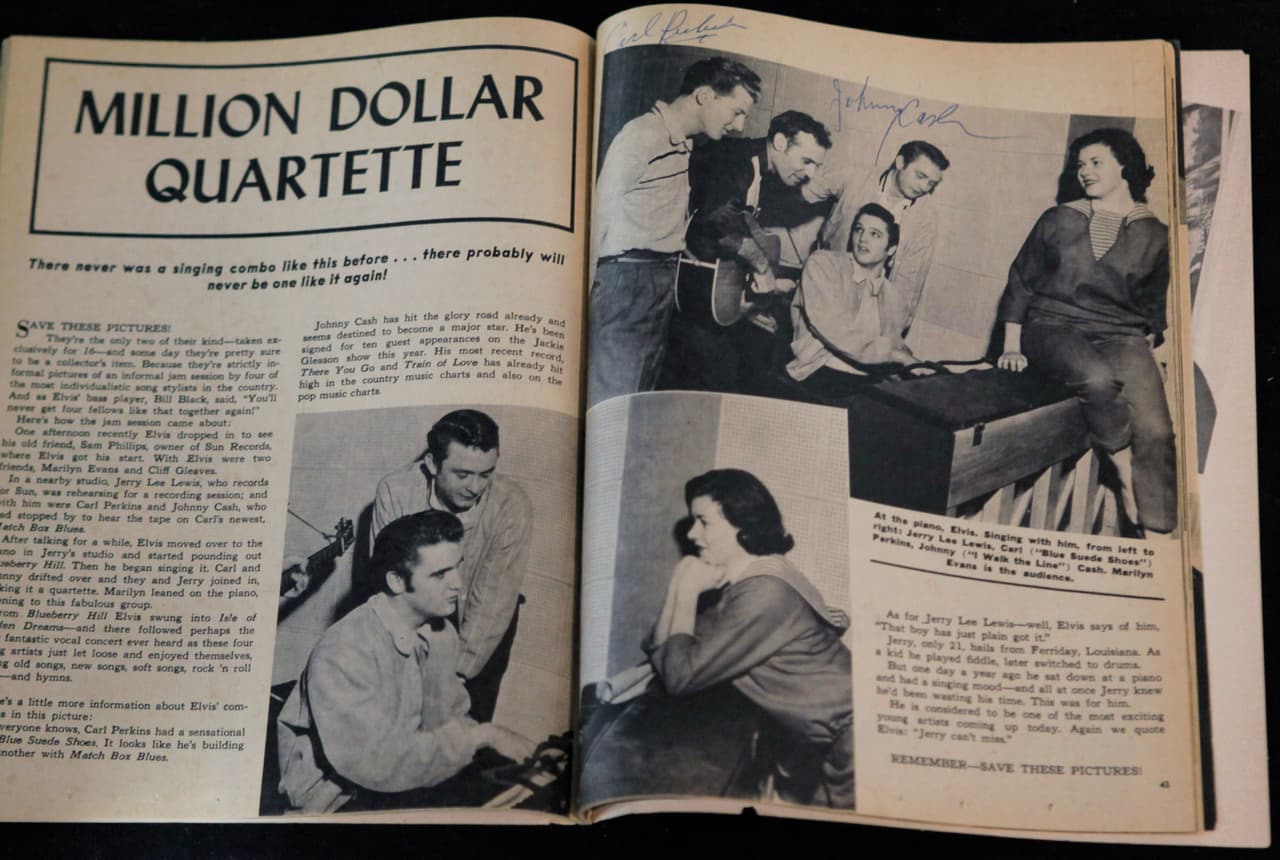 MILLION DOLLAR
QUARTETTE
There never was a singing combo like this before . . . there probably will
never be one like it again!
SAVE THESE PICTURES!
They're the only two of their kind—taken ex-
clusively for 16—and some day they're pretty sure
to be a collector's item. Because they're strictly in-
formal pictures of an informal jam session by four of
the most individualistic song stylists in the country.
And as Elvis' bass player, Bill Black, said, "You'll
never get four fellows like that together again!"
Here's how the jam session came about:
One afternoon recently Elvis dropped in to see
his old friend, Sam Phillips, owner of Sun Records,
where Elvis got his start. With Elvis were two
friends, Marilyn Evans and Cliff Gleaves.
In a nearby studio, Jerry Lee Lewis, who records
or Sun, was rehearsing for a recording session; and
ith him were Carl Perkins and Johnny Cash, who
ad stopped by to hear the tape on Carl's newest,
atch Box Blues.
After talking for a while, Elvis moved over to the
ano in Jerry's studio and started pounding out
ueberry Hill. Then he began singing it. Carl and
hnny drifted over and they and Jerry joined in,
king it a quartette. Marilyn leaned on the piano,
ening to this fabulous group.
rom Blueberry Hill Elvis swung into Isle of
den Dreams—and there followed perhaps the
fantastic vocal concert ever heard as these four
g artists just let loose and enjoyed themselves,
g old songs, new songs, soft songs, rock 'n roll
—and hymns.
e's a little more information about Elvis' com-
s in this picture:
veryone knows, Carl Perkins had a sensational
Blue Suede Shoes. It looks like he's building
nother with Match Box Blues.
Johnny Cash has hit the glory road already and
seems destined to become a major star. He's been
signed for ten guest appearances on the Jackie
Gleason show this year. His most recent record,
There You Go and Train of Love has already hit
high in the country music charts and also on the
pop music charts.
Carl Perkins
Johnny Cash
At the piano, Elvis. Singing with him, from left to
right: Jerry Lee Lewis, Carl ("Blue Suede Shoes")
Perkins, Johnny ("I Walk the Line") Cash. Marilyn
Evans is the audience.
As for Jerry Lee Lewis—well, Elvis says of him,
"That boy has just plain got it."
Jerry, only 21, hails from Ferriday, Louisiana. As
a kid he played fiddle, later switched to drums.
But one day a year ago he sat down at a piano
and had a singing mood—and all at once Jerry knew
he'd been wasting his time. This was for him.
He is considered to be one of the most exciting
young artists coming up today. Again we quote
Elvis: "Jerry can't miss."
REMEMBER—SAVE THESE PICTURES!